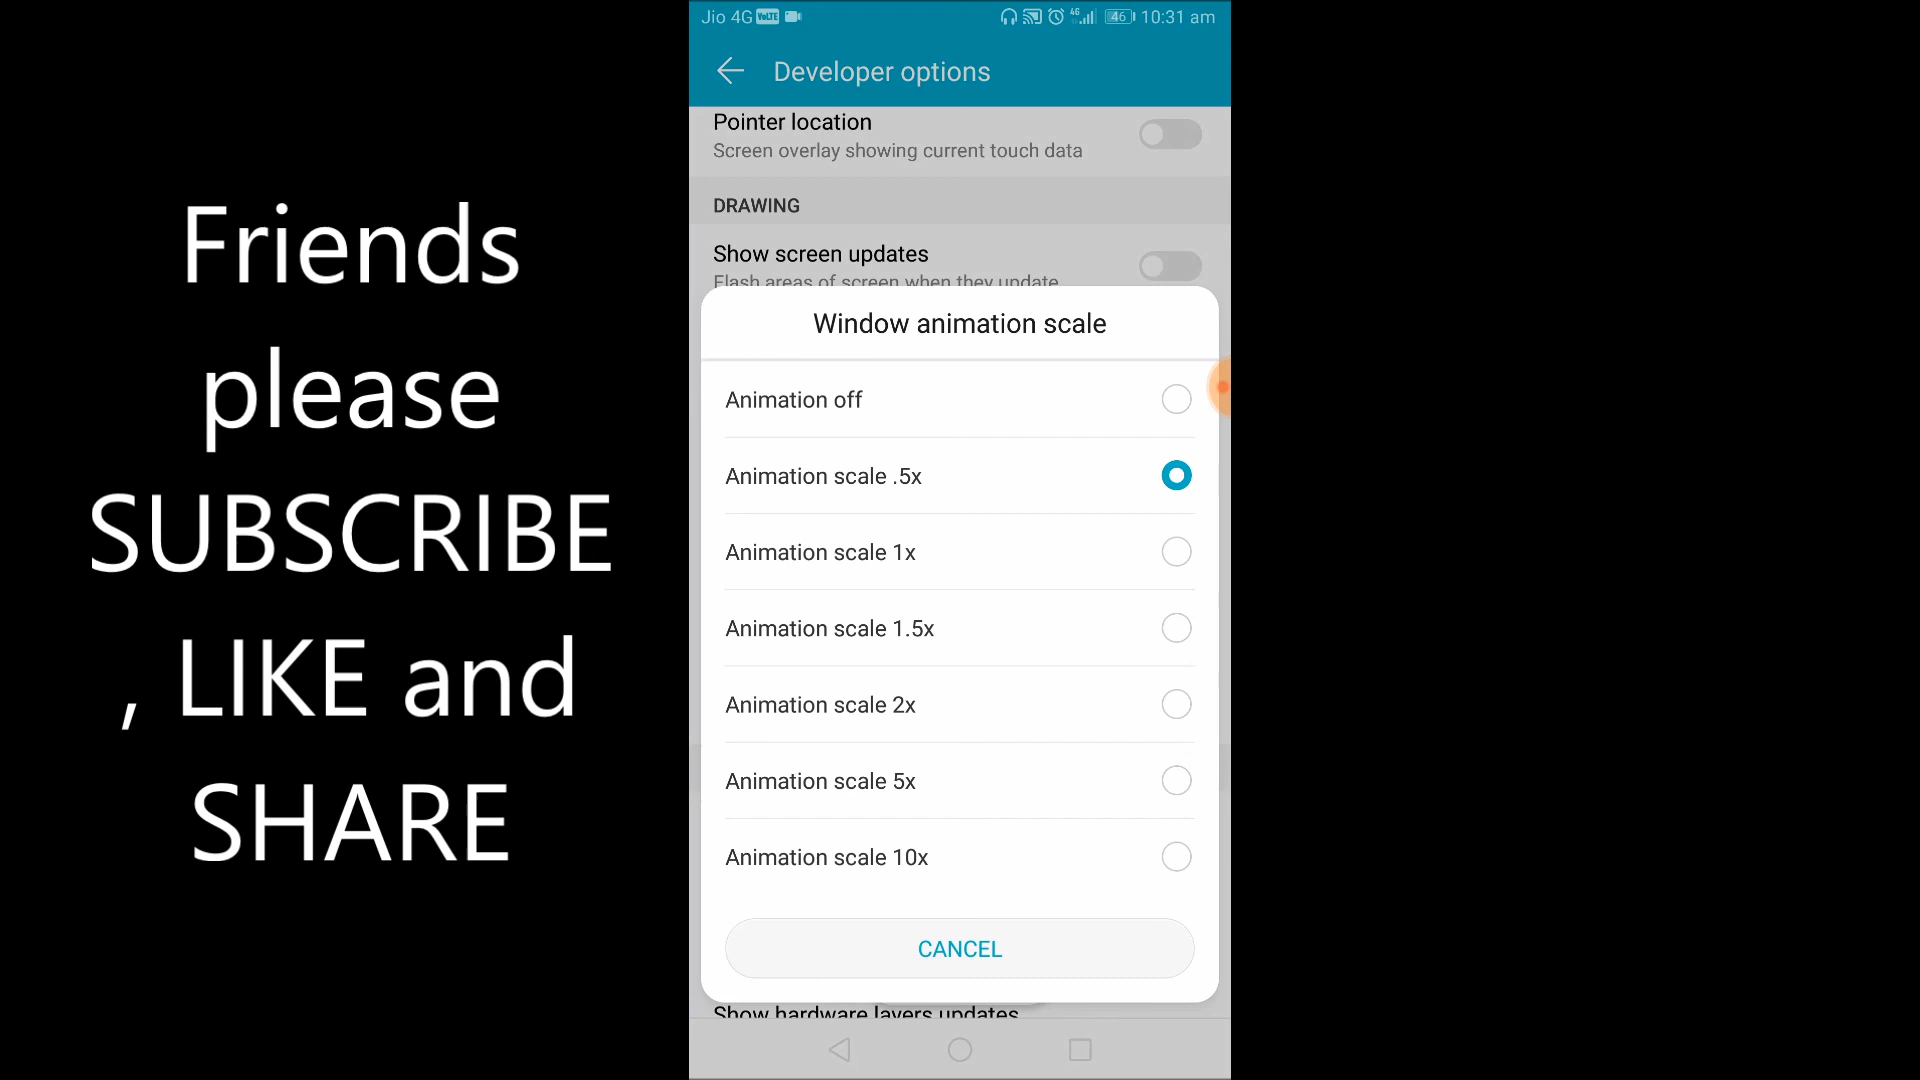 Jio 4G VoLTE 4G 46 10:31 am
Developer options
Pointer location
Screen overlay showing current touch data
DRAWING
Show screen updates
Flash areas of screen when they update
Window animation scale
Animation off
Animation scale .5x
Animation scale 1x
Animation scale 1.5x
Animation scale 2x
Animation scale 5x
Animation scale 10x
CANCEL
Show hardware layers updates
Friends
please
SUBSCRIBE
, LIKE and
SHARE